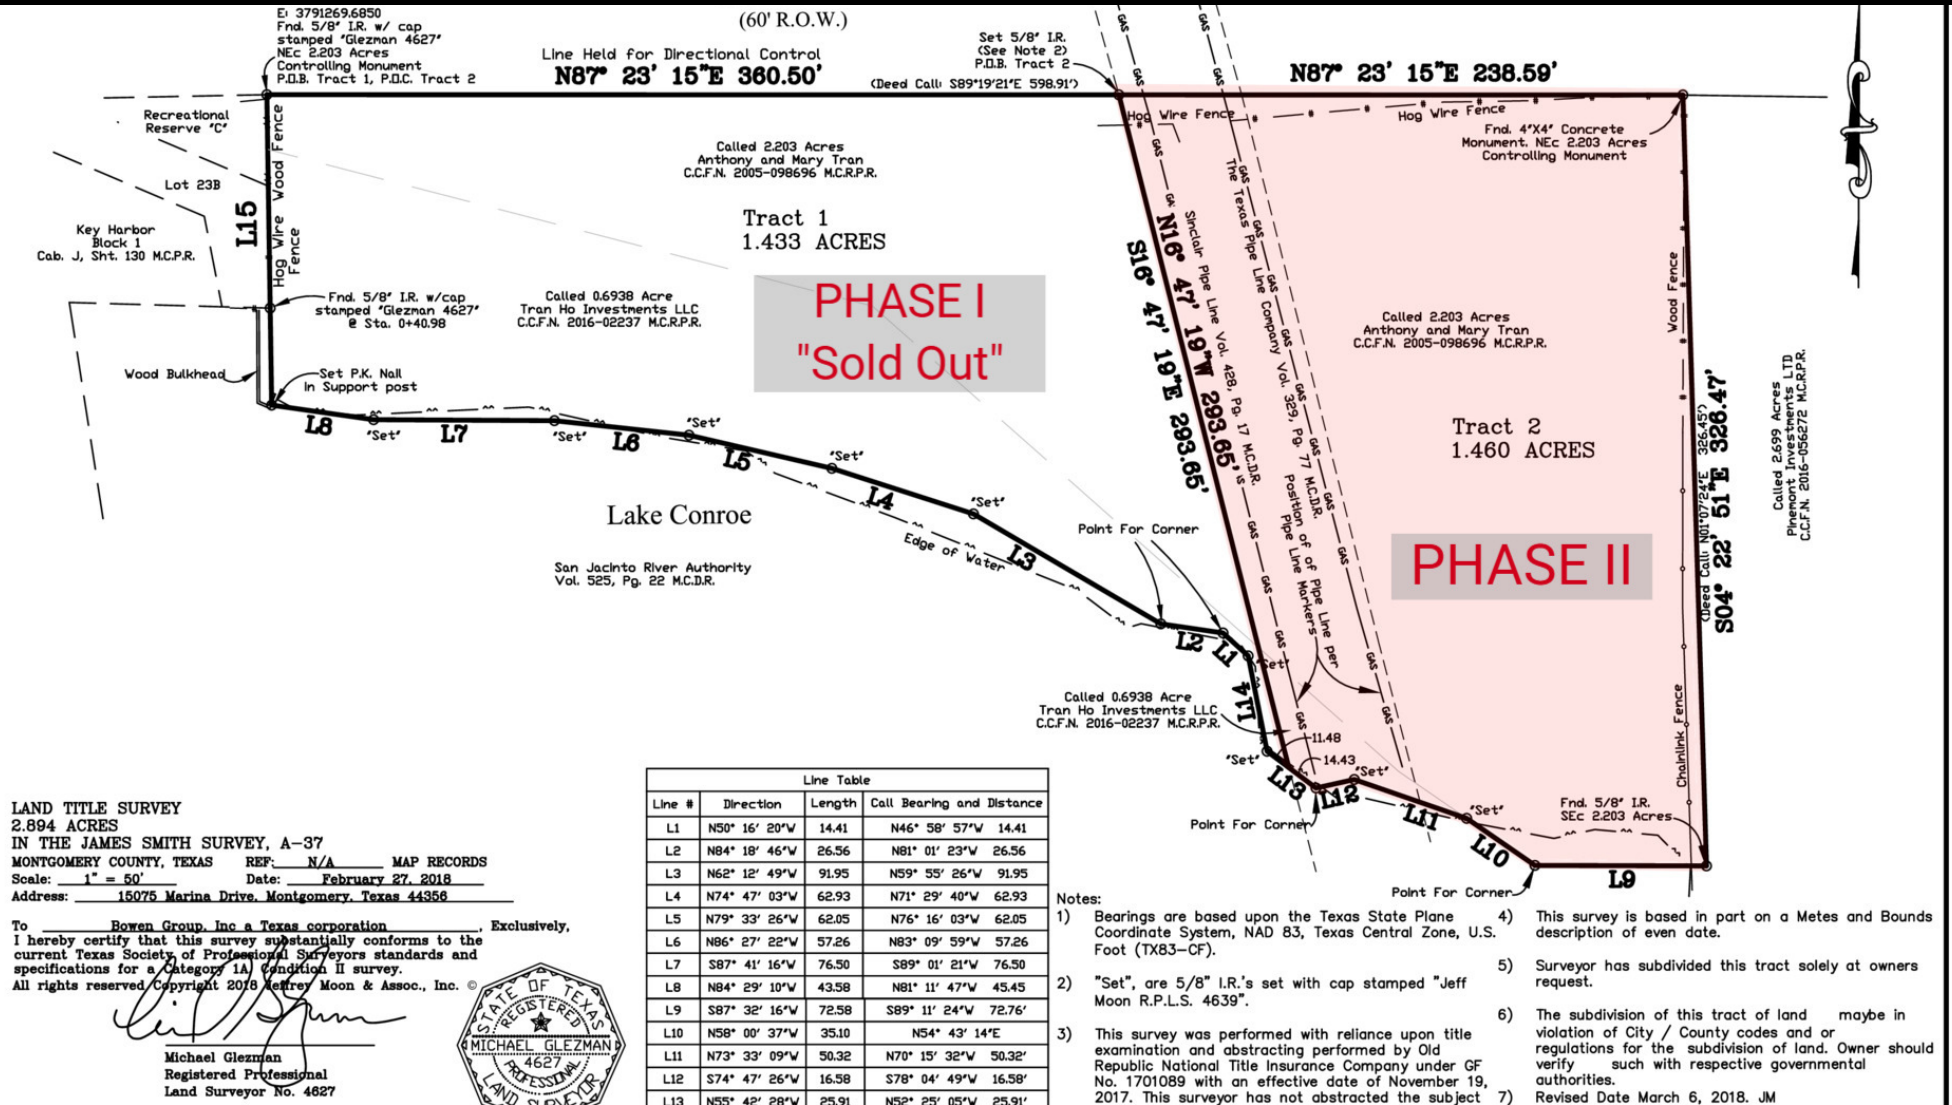 E: 3791269.6850
Fnd. 5/8" I.R. w/ cap
stamped "Glezman 4627"
NEc 2.203 Acres
Controlling Monument
P.O.B. Tract 1, P.O.C. Tract 2
(60' R.O.W.)
Line Held for Directional Control
N87° 23' 15"E 360.50'
(Deed Call: S89°19'21"E 598.91')
Set 5/8" I.R.
(See Note 2)
P.O.B. Tract 2
N87° 23' 15"E 238.59'
Recreational
Reserve "C"
Lot 23B
Key Harbor
Block 1
Cab. J, Sht. 130 M.C.P.R.
L15
Hog Wire Fence
Wood Fence
Called 2.203 Acres
Anthony and Mary Tran
C.C.F.N. 2005-098696 M.C.R.P.R.
Tract 1
1.433 ACRES
PHASE I
"Sold Out"
Called 0.6938 Acre
Tran Ho Investments LLC
C.C.F.N. 2016-02237 M.C.R.P.R.
Fnd. 5/8" I.R. w/cap
stamped "Glezman 4627"
@ Sta. 0+40.98
Wood Bulkhead
Set P.K. Nail
In Support post
L8
"Set"
L7
"Set"
L6
"Set"
L5
"Set"
L4
"Set"
L3
Edge of Water
Lake Conroe
San Jacinto River Authority
Vol. 525, Pg. 22 M.C.D.R.
Point For Corner
L2
L1
"Set"
L14
Called 0.6938 Acre
Tran Ho Investments LLC
C.C.F.N. 2016-02237 M.C.R.P.R.
"Set"
L13
11.48
14.43
L12
"Set"
L11
"Set"
L10
L9
Point For Corner
Point For Corner
Hog Wire Fence
Hog Wire Fence
GAS
GAS
N16° 47' 19"W 293.65'
S16° 47' 19"E 293.65'
Sinclair Pipe Line Vol. 428, Pg. 17 M.C.D.R.
The Texas Pipe Line Company Vol. 329, Pg. 77 M.C.D.R.
Position of of Pipe Line per
Pipe Line Markers
Fnd. 4"X4" Concrete
Monument. NEc 2.203 Acres
Controlling Monument
Called 2.203 Acres
Anthony and Mary Tran
C.C.F.N. 2005-098696 M.C.R.P.R.
Tract 2
1.460 ACRES
PHASE II
Wood Fence
Chainlink Fence
(Deed Call: N01°07'24"E 326.45')
S04° 22' 51"E 326.47'
Called 2.699 Acres
Pinemont Investments LTD
C.C.F.N. 2016-056272 M.C.R.P.R.
Fnd. 5/8" I.R.
SEc 2.203 Acres
LAND TITLE SURVEY
2.894 ACRES
IN THE JAMES SMITH SURVEY, A-37
MONTGOMERY COUNTY, TEXAS REF: N/A MAP RECORDS
Scale: 1" = 50' Date: February 27, 2018
Address: 15075 Marina Drive, Montgomery, Texas 44356
To Bowen Group, Inc a Texas corporation, Exclusively,
I hereby certify that this survey substantially conforms to the
current Texas Society of Professional Surveyors standards and
specifications for a Category 1A, Condition II survey.
All rights reserved Copyright 2018 Jeffrey Moon & Assoc., Inc. ©
Michael Glezman
Registered Professional
Land Surveyor No. 4627
STATE OF TEXAS
REGISTERED
MICHAEL GLEZMAN
4627
PROFESSIONAL
LAND SURVEYOR
Line Table
Line # Direction Length Call Bearing and Distance
L1 N50° 16' 20"W 14.41 N46° 58' 57"W 14.41
L2 N84° 18' 46"W 26.56 N81° 01' 23"W 26.56
L3 N62° 12' 49"W 91.95 N59° 55' 26"W 91.95
L4 N74° 47' 03"W 62.93 N71° 29' 40"W 62.93
L5 N79° 33' 26"W 62.05 N76° 16' 03"W 62.05
L6 N86° 27' 22"W 57.26 N83° 09' 59"W 57.26
L7 S87° 41' 16"W 76.50 S89° 01' 21"W 76.50
L8 N84° 29' 10"W 43.58 N81° 11' 47"W 45.45
L9 S87° 32' 16"W 72.58 S89° 11' 24"W 72.76'
L10 N58° 00' 37"W 35.10 N54° 43' 14"E
L11 N73° 33' 09"W 50.32 N70° 15' 32"W 50.32'
L12 S74° 47' 26"W 16.58 S78° 04' 49"W 16.58'
L13 N55° 42' 28"W 25.91 N52° 25' 05"W 25.91'
Notes:
1) Bearings are based upon the Texas State Plane
Coordinate System, NAD 83, Texas Central Zone, U.S.
Foot (TX83-CF).
2) "Set", are 5/8" I.R.'s set with cap stamped "Jeff
Moon R.P.L.S. 4639".
3) This survey was performed with reliance upon title
examination and abstracting performed by Old
Republic National Title Insurance Company under GF
No. 1701089 with an effective date of November 19,
2017. This surveyor has not abstracted the subject
4) This survey is based in part on a Metes and Bounds
description of even date.
5) Surveyor has subdivided this tract solely at owners
request.
6) The subdivision of this tract of land maybe in
violation of City / County codes and or
regulations for the subdivision of land. Owner should
verify such with respective governmental
authorities.
7) Revised Date March 6, 2018. JM